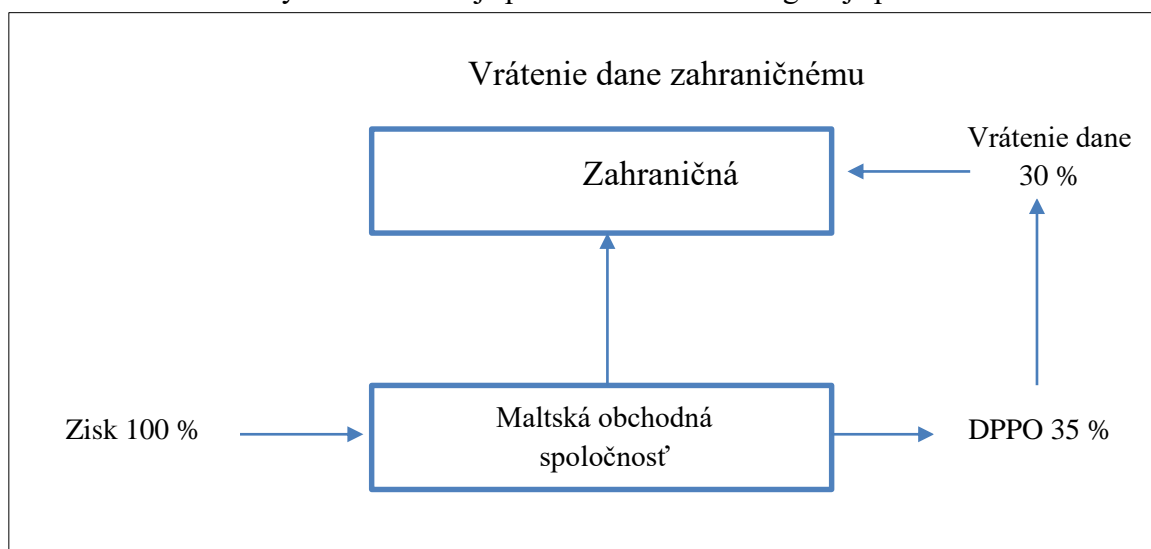 Vrátenie dane zahraničnému
Zahraničná
Vrátenie dane
30 %
Zisk 100 %
Maltská obchodná
spoločnosť
DPPO 35 %